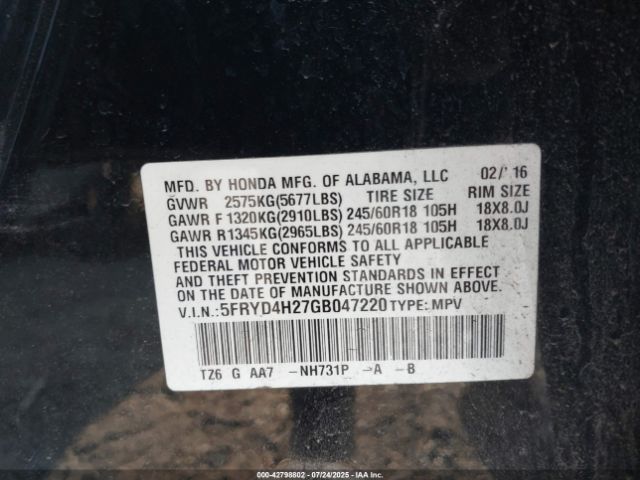 MFD. BY HONDA MFG. OF ALABAMA, LLC 02/'16
GVWR 2575KG(5677LBS) TIRE SIZE RIM SIZE
GAWR F 1320KG(2910LBS) 245/60R18 105H 18X8.0J
GAWR R1345KG(2965LBS) 245/60R18 105H 18X8.0J
THIS VEHICLE CONFORMS TO ALL APPLICABLE
FEDERAL MOTOR VEHICLE SAFETY
AND THEFT PREVENTION STANDARDS IN EFFECT
ON THE DATE OF MANUFACTURE SHOWN ABOVE.
V.I.N.:5FRYD4H27GB047220 TYPE: MPV
TZ6 G AA7 -NH731P -A -B
000-42798802 - 07/24/2025 - IAAI.COM